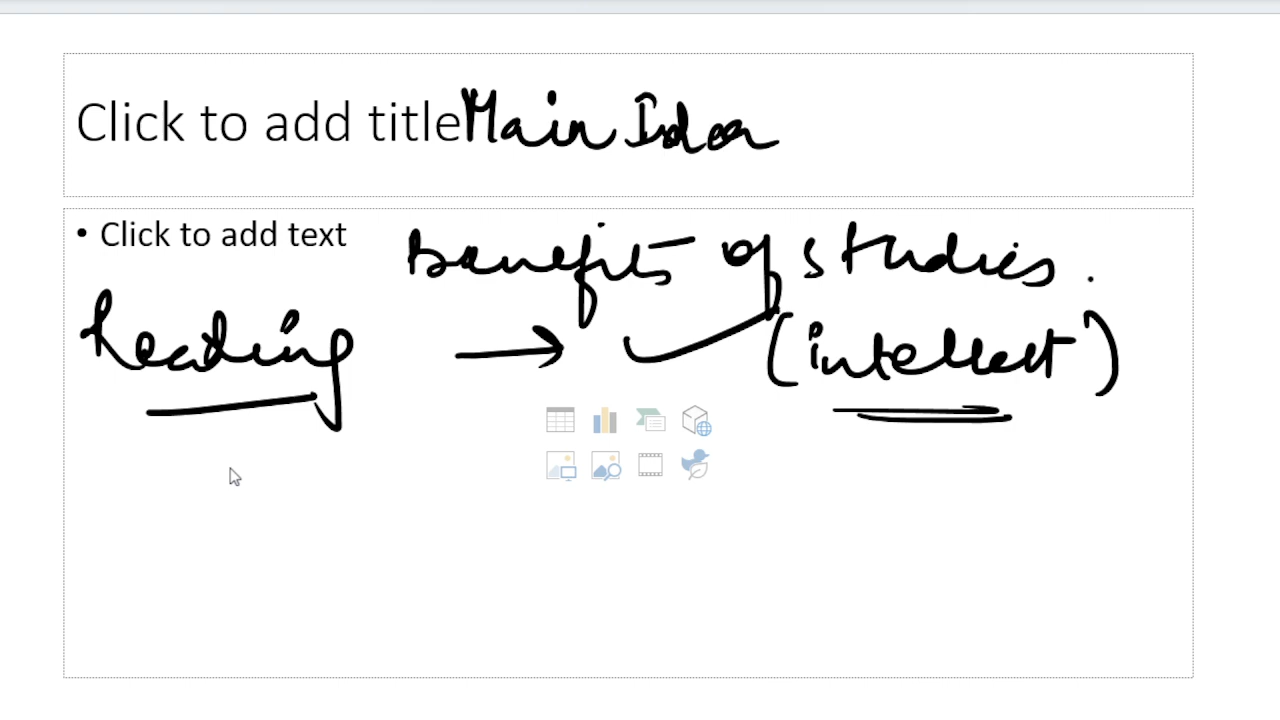 Click to add title Main Idea
• Click to add text Benefits of studies.
Reading → (intellect)